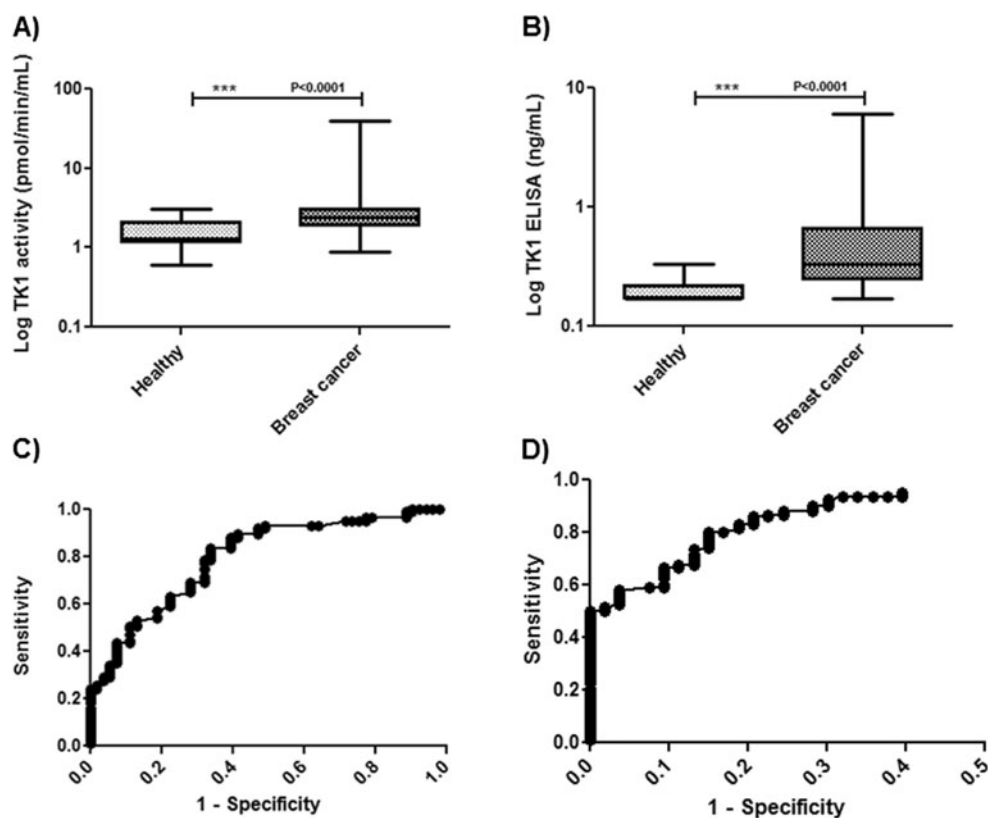 A)
Log TK1 activity (pmol/min/mL)
100
10
1
0.1
*** P<0.0001
Healthy
Breast cancer
B)
Log TK1 ELISA (ng/mL)
10
1
0.1
*** P<0.0001
Healthy
Breast cancer
C)
Sensitivity
1.0
0.8
0.6
0.4
0.2
0.0
0.0 0.2 0.4 0.6 0.8 1.0
1 - Specificity
D)
Sensitivity
1.0
0.8
0.6
0.4
0.2
0.0
0.0 0.1 0.2 0.3 0.4 0.5
1 - Specificity